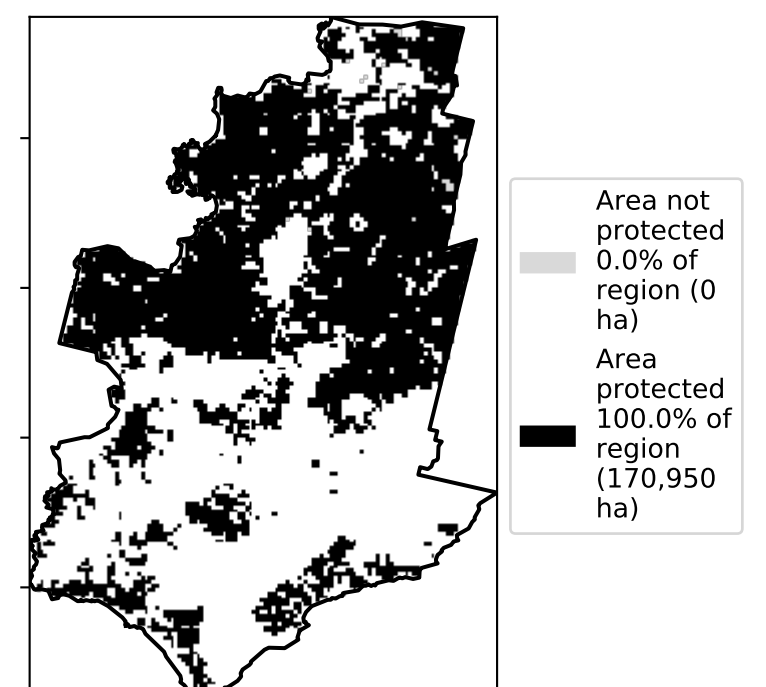 Area not
protected
0.0% of
region (0
ha)
Area
protected
100.0% of
region
(170,950
ha)